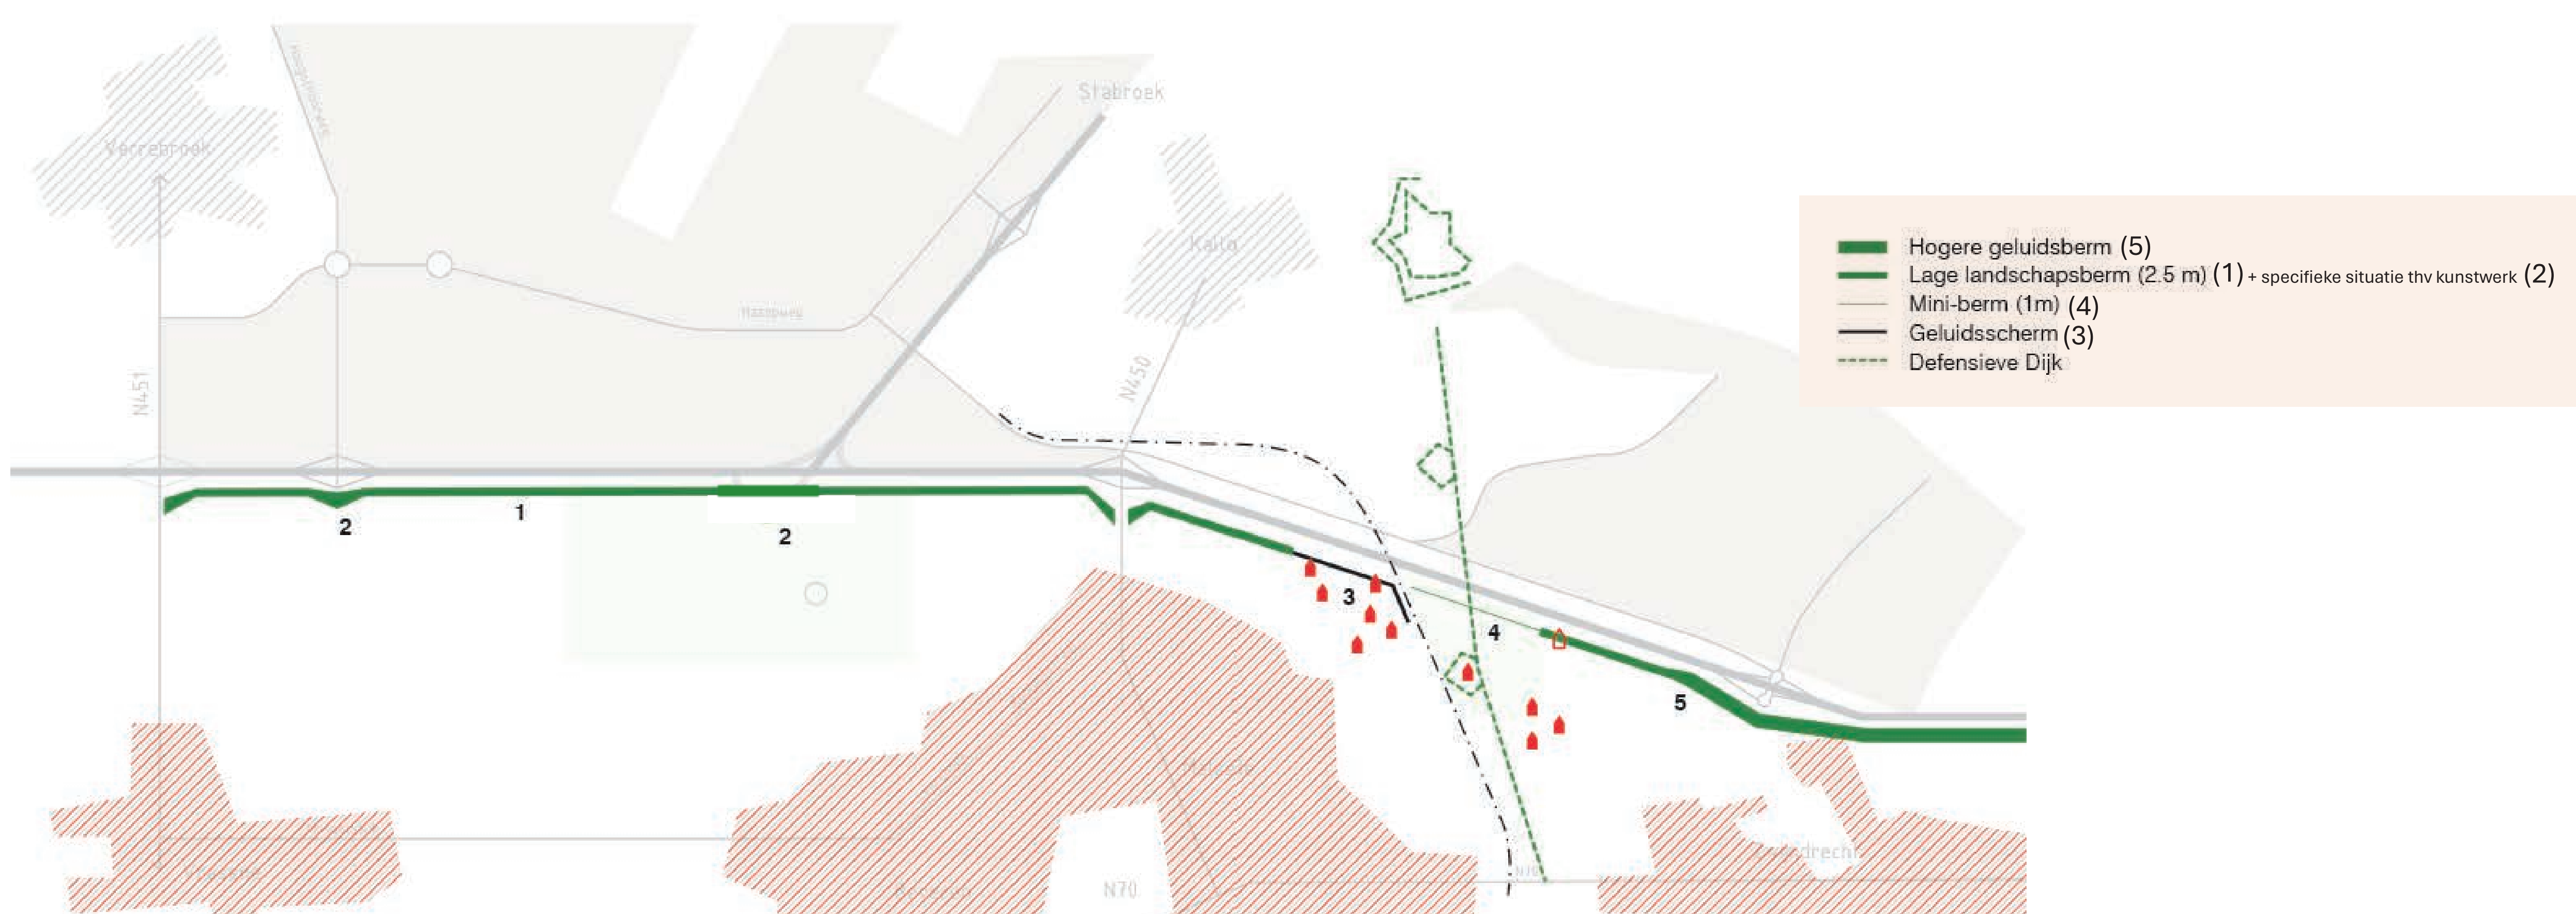 Stabroek
Verrebroek
Kallo
Hogere geluidsberm (5)
Lage landschapsberm (2.5 m) (1) + specifieke situatie thv kunstwerk (2)
Mini-berm (1m) (4)
Geluidsscherm (3)
Defensieve Dijk
N451
N450
1
2
2
3
4
5
N70
N70